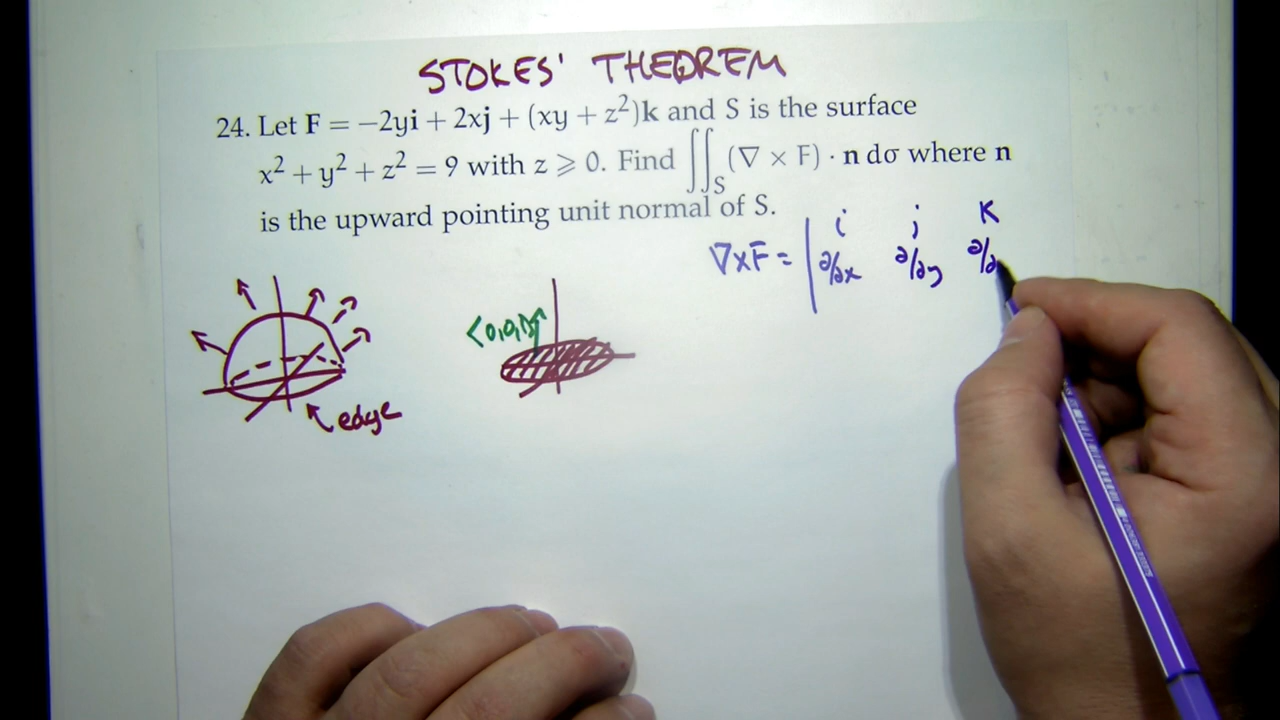 STOKES' THEOREM
24. Let F = −2yi + 2xj + (xy + z²)k and S is the surface
x² + y² + z² = 9 with z ⩾ 0. Find ∬_S (∇ × F) · n dσ where n
is the upward pointing unit normal of S.
i j K
∇×F = | ∂/∂x ∂/∂y ∂/∂
<0,0,1>
edge